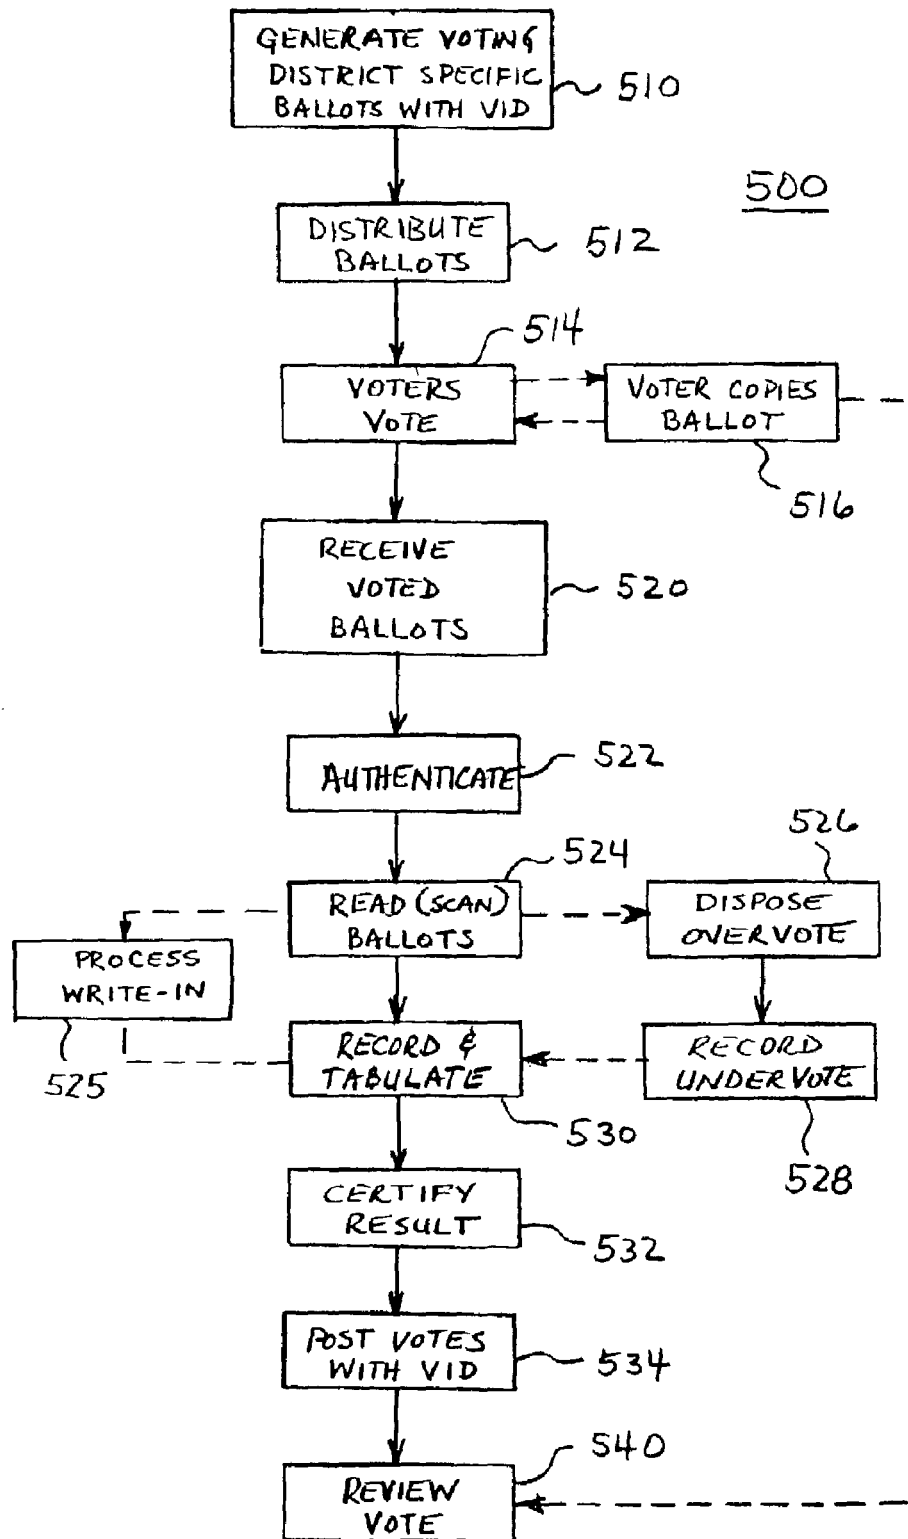 GENERATE VOTING
DISTRICT SPECIFIC
BALLOTS WITH VID
510
500
DISTRIBUTE
BALLOTS
512
514
VOTERS
VOTE
VOTER COPIES
BALLOT
516
RECEIVE
VOTED
BALLOTS
520
AUTHENTICATE
522
524
526
READ (SCAN)
BALLOTS
DISPOSE
OVERVOTE
PROCESS
WRITE-IN
525
RECORD &
TABULATE
530
RECORD
UNDERVOTE
528
CERTIFY
RESULT
532
POST VOTES
WITH VID
534
540
REVIEW
VOTE